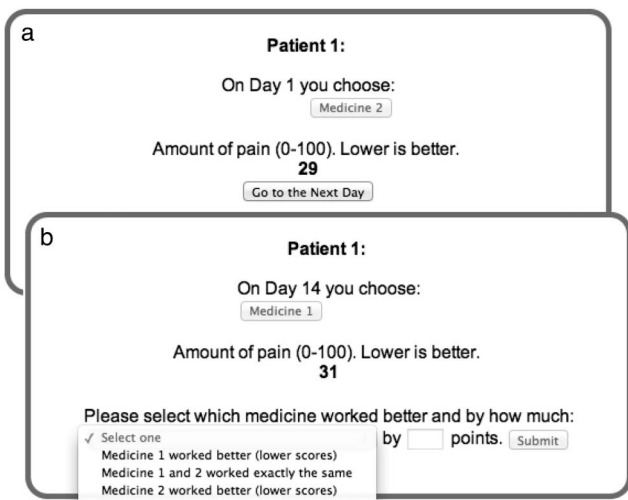 a
Patient 1:
On Day 1 you choose:
Medicine 2
Amount of pain (0-100). Lower is better.
29
Go to the Next Day
b
Patient 1:
On Day 14 you choose:
Medicine 1
Amount of pain (0-100). Lower is better.
31
Please select which medicine worked better and by how much:
✓ Select one by points. Submit
Medicine 1 worked better (lower scores)
Medicine 1 and 2 worked exactly the same
Medicine 2 worked better (lower scores)